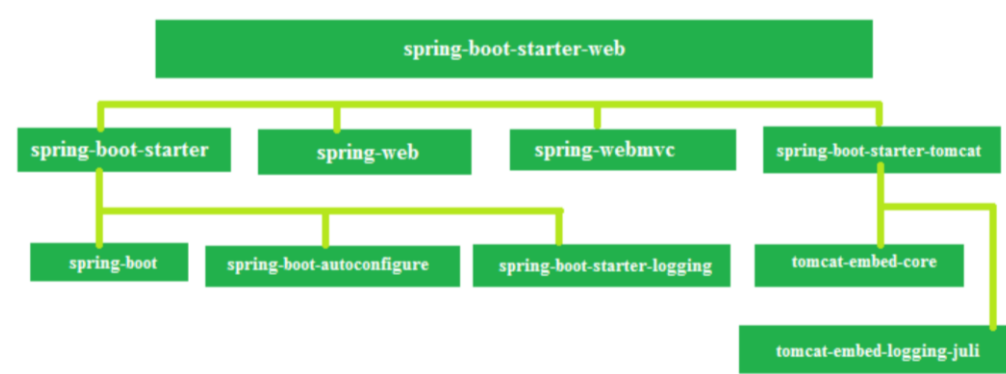 spring-boot-starter-web
spring-boot-starter
spring-web
spring-webmvc
spring-boot-starter-tomcat
spring-boot
spring-boot-autoconfigure
spring-boot-starter-logging
tomcat-embed-core
tomcat-embed-logging-juli